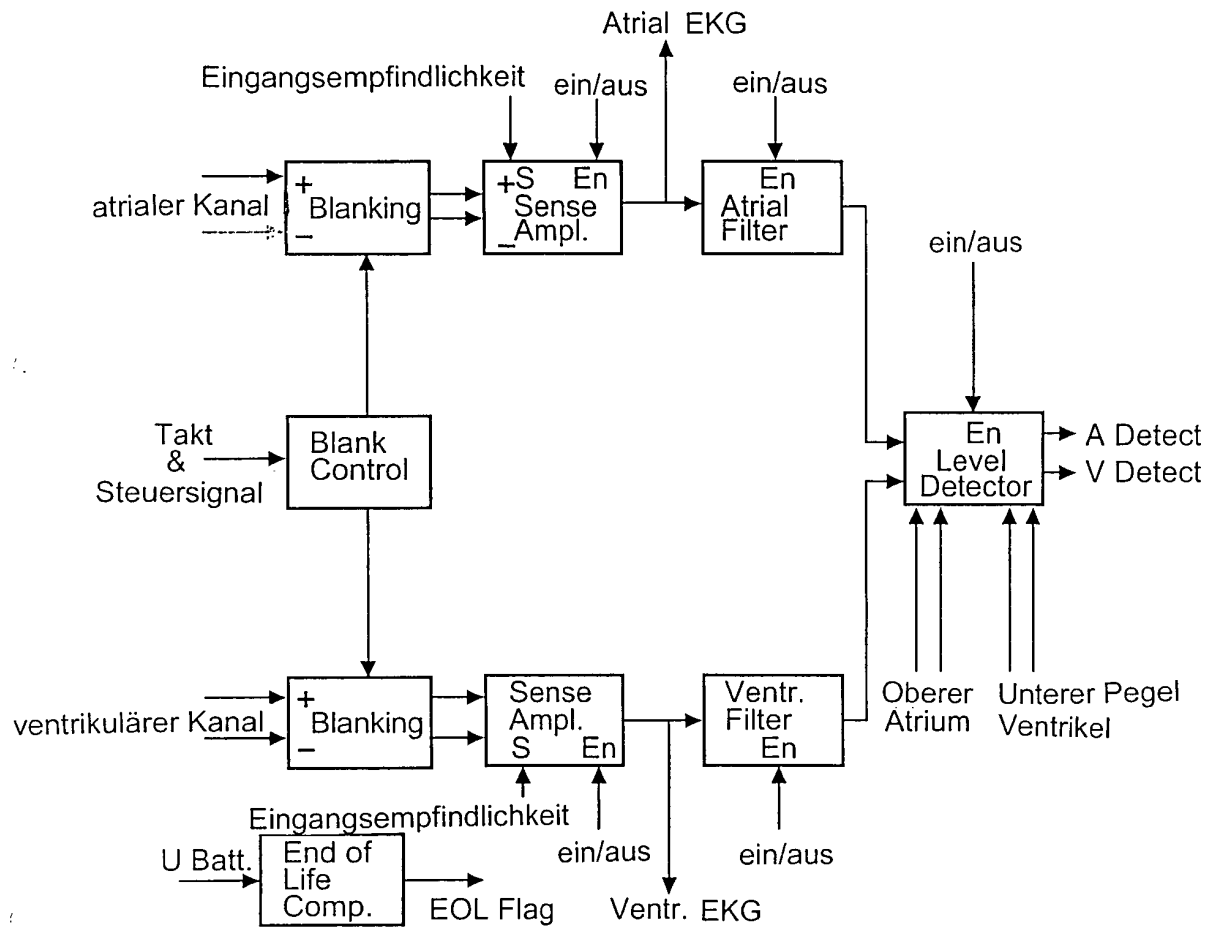 Atrial EKG
Eingangsempfindlichkeit
ein/aus
ein/aus
atrialer Kanal
+
Blanking
–
+S En
Sense
Ampl.
–
En
Atrial
Filter
ein/aus
Takt
&
Steuersignal
Blank
Control
En
Level
Detector
A Detect
V Detect
Oberer
Atrium
Unterer Pegel
Ventrikel
ventrikulärer Kanal
+
Blanking
–
Sense
Ampl.
S En
Ventr.
Filter
En
Eingangsempfindlichkeit
ein/aus
ein/aus
U Batt.
End of
Life
Comp.
EOL Flag
Ventr. EKG